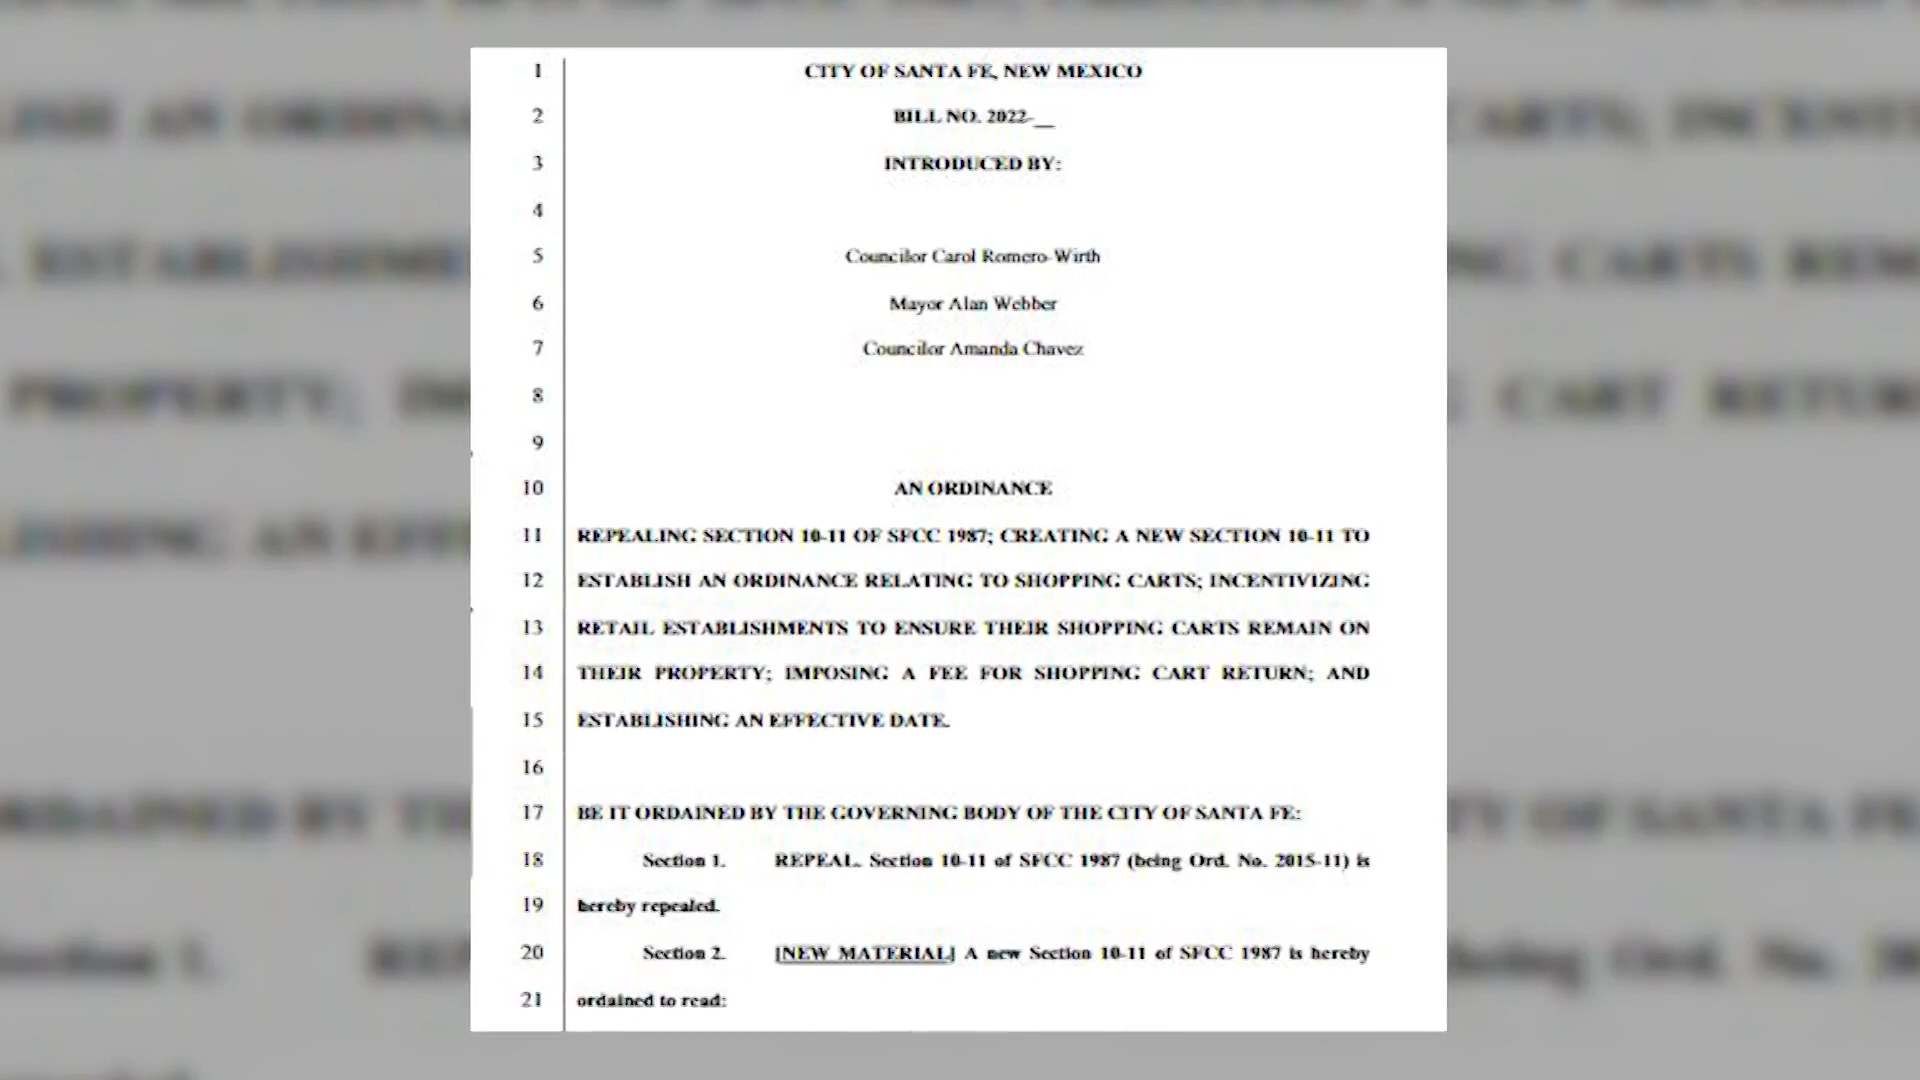 1 CITY OF SANTA FE, NEW MEXICO
2 BILL NO. 2022-__
3 INTRODUCED BY:
4
5 Councilor Carol Romero-Wirth
6 Mayor Alan Webber
7 Councilor Amanda Chavez
8
9
10 AN ORDINANCE
11 REPEALING SECTION 10-11 OF SFCC 1987; CREATING A NEW SECTION 10-11 TO
12 ESTABLISH AN ORDINANCE RELATING TO SHOPPING CARTS; INCENTIVIZING
13 RETAIL ESTABLISHMENTS TO ENSURE THEIR SHOPPING CARTS REMAIN ON
14 THEIR PROPERTY; IMPOSING A FEE FOR SHOPPING CART RETURN; AND
15 ESTABLISHING AN EFFECTIVE DATE.
16
17 BE IT ORDAINED BY THE GOVERNING BODY OF THE CITY OF SANTA FE:
18 Section 1. REPEAL. Section 10-11 of SFCC 1987 (being Ord. No. 2015-11) is
19 hereby repealed.
20 Section 2. [NEW MATERIAL] A new Section 10-11 of SFCC 1987 is hereby
21 ordained to read: